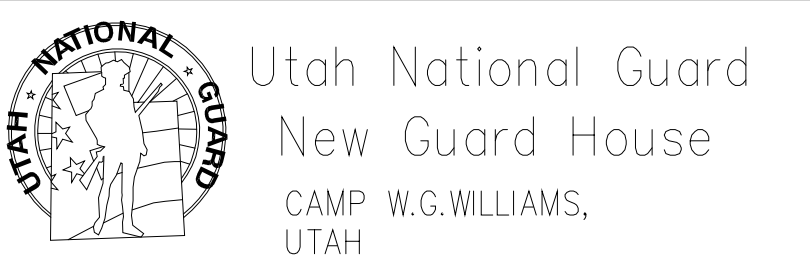 UTAH NATIONAL GUARD
Utah National Guard
New Guard House
CAMP W.G.WILLIAMS,
UTAH